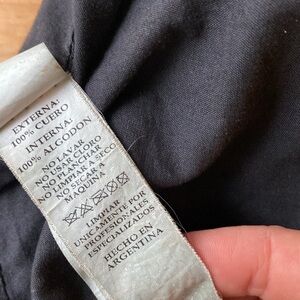 EXTERNA:
100% CUERO
INTERNA:
100% ALGODON
NO LAVAR
NO USAR CLORO
NO PLANCHAR
NO LIMPIAR EN SECO
NO SECAR A
MAQUINA
LIMPIAR
UNICAMENTE POR
PROFESIONALES
ESPECIALIZADOS
HECHO EN
ARGENTINA